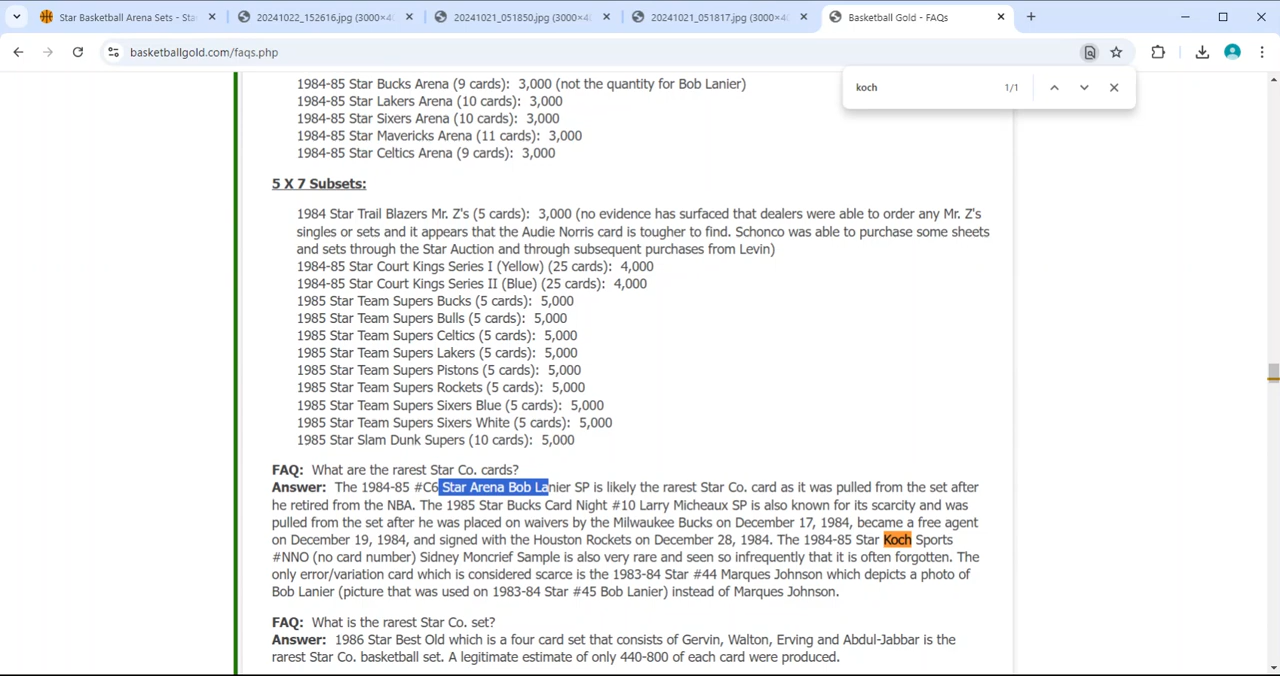 Star Basketball Arena Sets - Sta
20241022_152616.jpg (3000×4
20241021_051850.jpg (3000×4
20241021_051817.jpg (3000×4
Basketball Gold - FAQs
basketballgold.com/faqs.php
koch 1/1
1984-85 Star Bucks Arena (9 cards): 3,000 (not the quantity for Bob Lanier)
1984-85 Star Lakers Arena (10 cards): 3,000
1984-85 Star Sixers Arena (10 cards): 3,000
1984-85 Star Mavericks Arena (11 cards): 3,000
1984-85 Star Celtics Arena (9 cards): 3,000
5 X 7 Subsets:
1984 Star Trail Blazers Mr. Z's (5 cards): 3,000 (no evidence has surfaced that dealers were able to order any Mr. Z's
singles or sets and it appears that the Audie Norris card is tougher to find. Schonco was able to purchase some sheets
and sets through the Star Auction and through subsequent purchases from Levin)
1984-85 Star Court Kings Series I (Yellow) (25 cards): 4,000
1984-85 Star Court Kings Series II (Blue) (25 cards): 4,000
1985 Star Team Supers Bucks (5 cards): 5,000
1985 Star Team Supers Bulls (5 cards): 5,000
1985 Star Team Supers Celtics (5 cards): 5,000
1985 Star Team Supers Lakers (5 cards): 5,000
1985 Star Team Supers Pistons (5 cards): 5,000
1985 Star Team Supers Rockets (5 cards): 5,000
1985 Star Team Supers Sixers Blue (5 cards): 5,000
1985 Star Team Supers Sixers White (5 cards): 5,000
1985 Star Slam Dunk Supers (10 cards): 5,000
FAQ: What are the rarest Star Co. cards?
Answer: The 1984-85 #C6 Star Arena Bob Lanier SP is likely the rarest Star Co. card as it was pulled from the set after
he retired from the NBA. The 1985 Star Bucks Card Night #10 Larry Micheaux SP is also known for its scarcity and was
pulled from the set after he was placed on waivers by the Milwaukee Bucks on December 17, 1984, became a free agent
on December 19, 1984, and signed with the Houston Rockets on December 28, 1984. The 1984-85 Star Koch Sports
#NNO (no card number) Sidney Moncrief Sample is also very rare and seen so infrequently that it is often forgotten. The
only error/variation card which is considered scarce is the 1983-84 Star #44 Marques Johnson which depicts a photo of
Bob Lanier (picture that was used on 1983-84 Star #45 Bob Lanier) instead of Marques Johnson.
FAQ: What is the rarest Star Co. set?
Answer: 1986 Star Best Old which is a four card set that consists of Gervin, Walton, Erving and Abdul-Jabbar is the
rarest Star Co. basketball set. A legitimate estimate of only 440-800 of each card were produced.